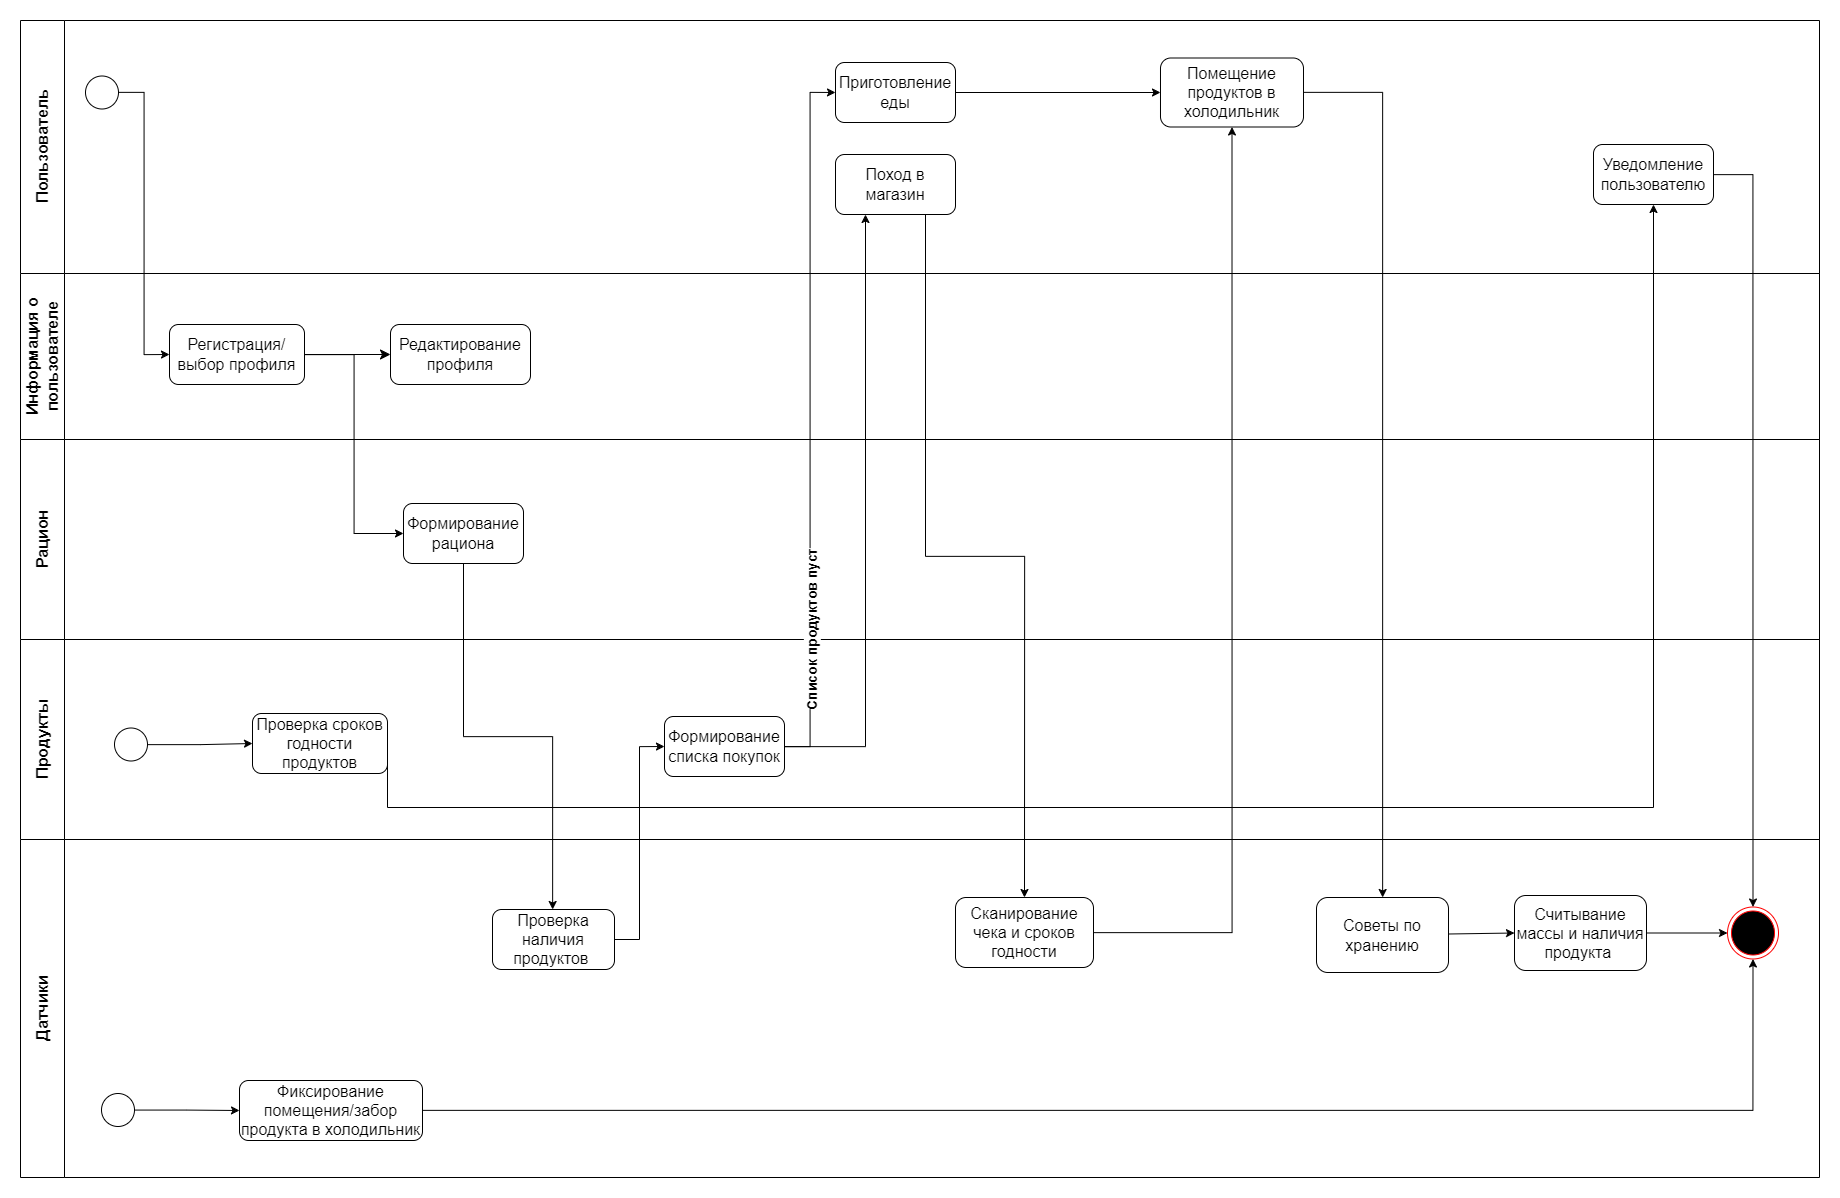 Пользователь
Приготовление
еды
Помещение
продуктов в
холодильник
Поход в
магазин
Уведомление
пользователю
Информация о
пользователе
Регистрация/
выбор профиля
Редактирование
профиля
Рацион
Формирование
рациона
Список продуктов пуст
Продукты
Проверка сроков
годности
продуктов
Формирование
списка покупок
Датчики
Проверка
наличия
продуктов
Сканирование
чека и сроков
годности
Советы по
хранению
Считывание
массы и наличия
продукта
Фиксирование
помещения/забор
продукта в холодильник